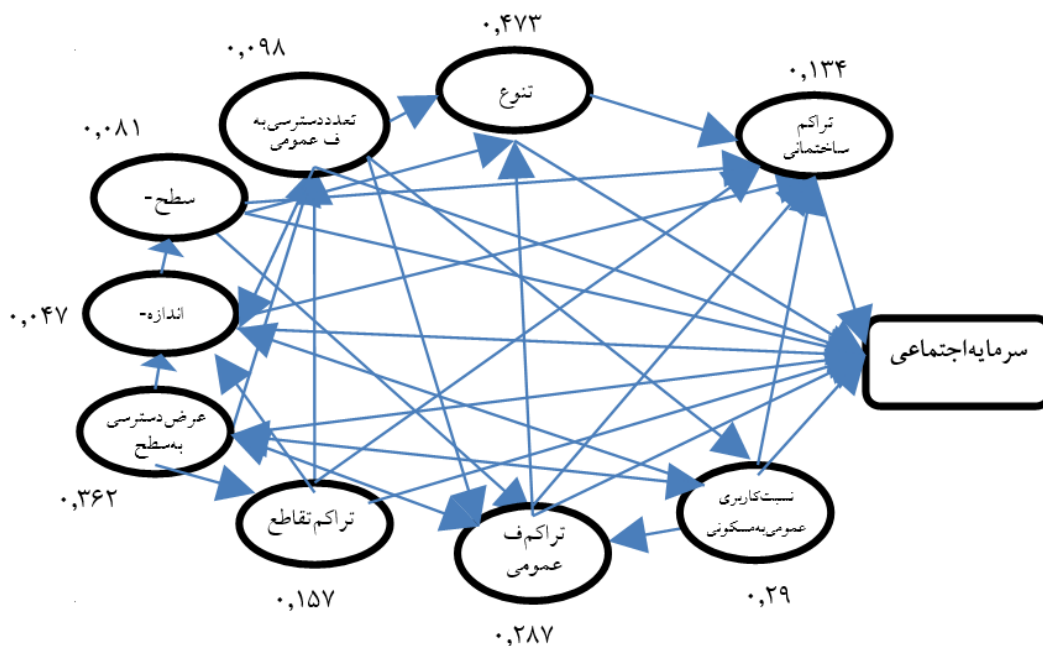 ۰,۴۷۳
۰,۰۹۸
۰,۱۳۴
تنوع
تعدددسترسی‌به
ف عمومی
تراکم
ساختمانی
۰,۰۸۱
سطح-
۰,۰۴۷
اندازه-
سرمایه‌اجتماعی
عرض‌دسترسی
به‌سطح
۰,۳۶۲
تراکم‌تقاطع
تراکم‌ف
عمومی
نسبت‌کاربری
عمومی‌به‌مسکونی
۰,۱۵۷
۰,۲۸۷
۰,۲۹